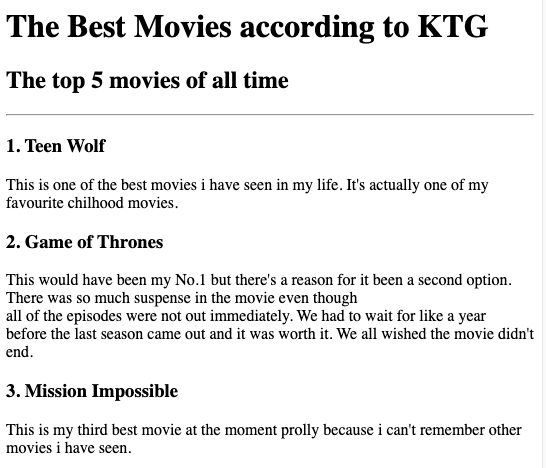 The Best Movies according to KTG
The top 5 movies of all time
1. Teen Wolf
This is one of the best movies i have seen in my life. It's actually one of my
favourite chilhood movies.
2. Game of Thrones
This would have been my No.1 but there's a reason for it been a second option.
There was so much suspense in the movie even though
all of the episodes were not out immediately. We had to wait for like a year
before the last season came out and it was worth it. We all wished the movie didn't
end.
3. Mission Impossible
This is my third best movie at the moment prolly because i can't remember other
movies i have seen.